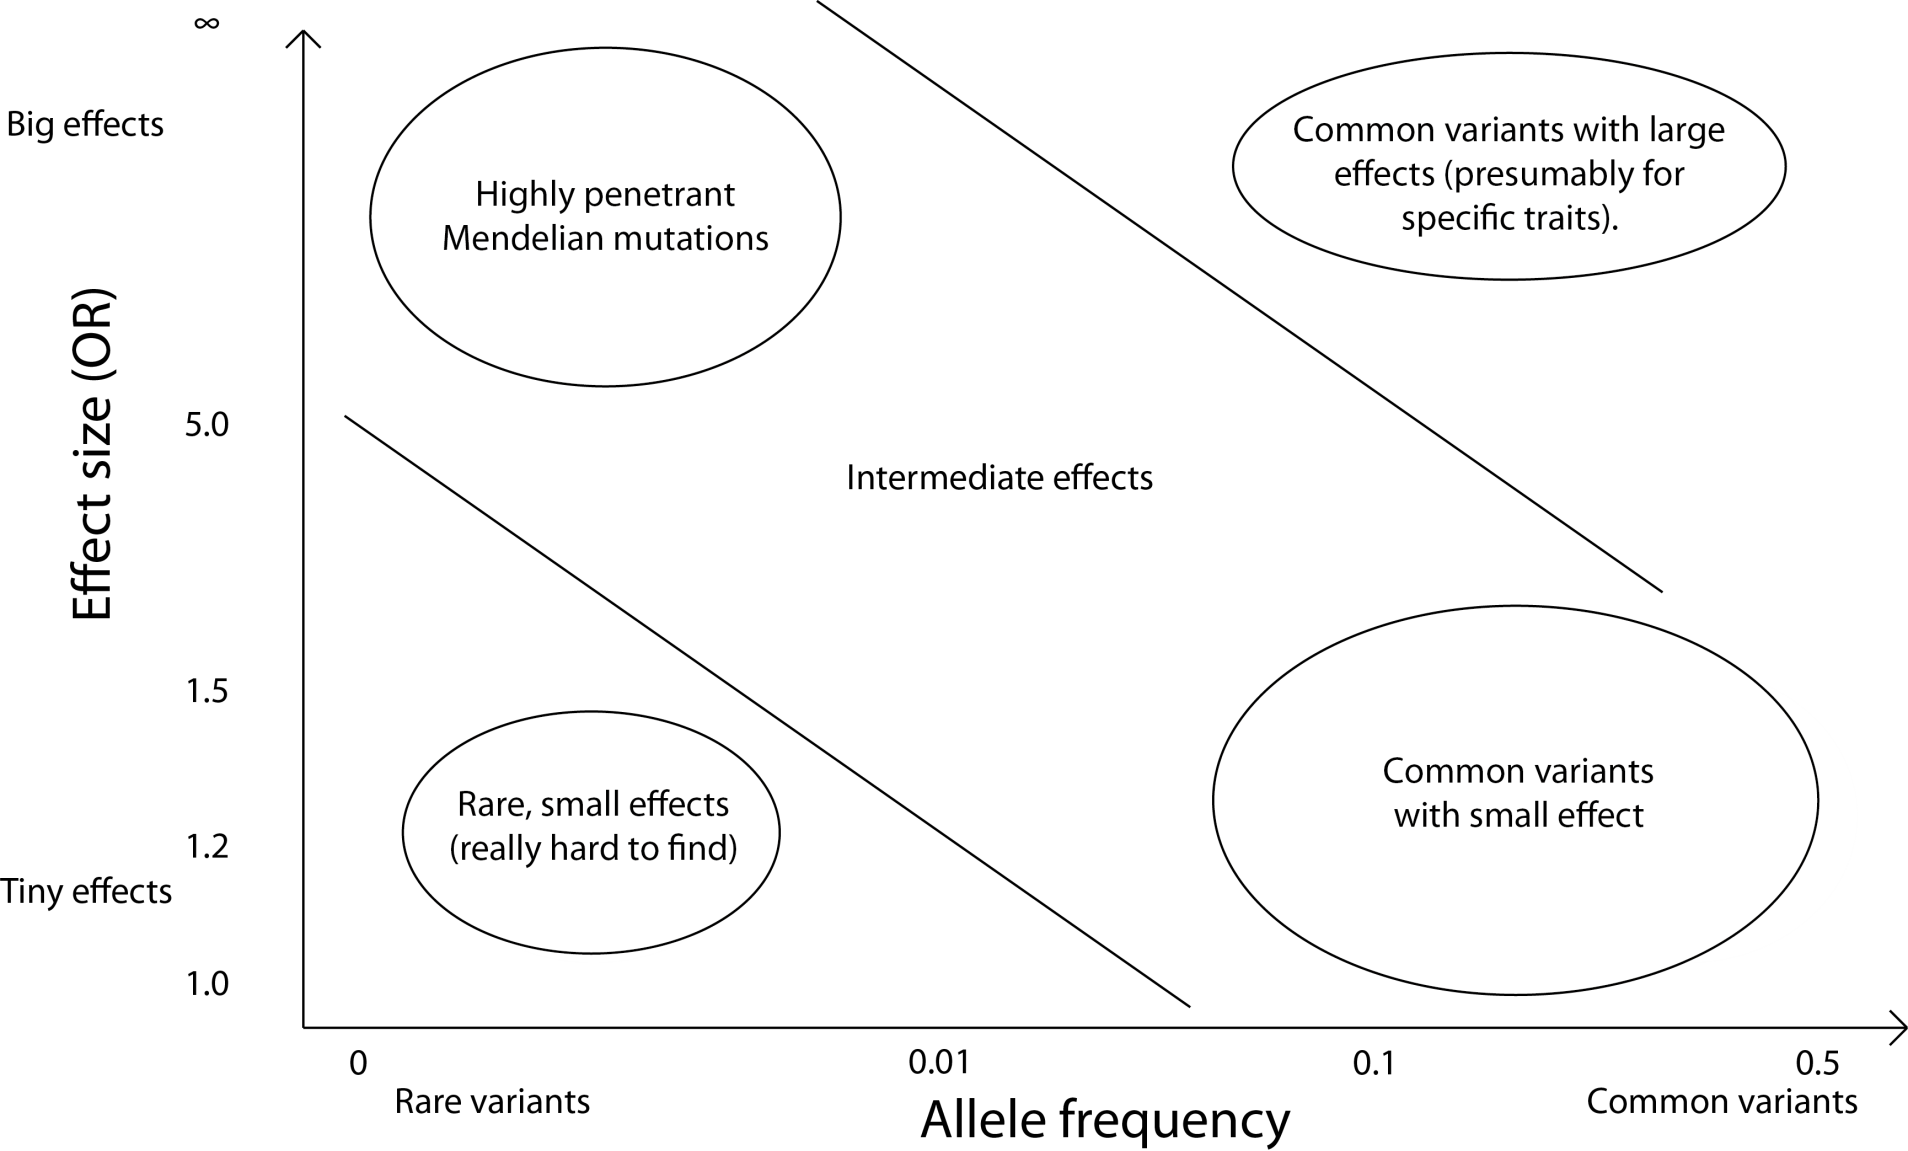 ∞
Big effects
Effect size (OR)
5.0
1.5
1.2
Tiny effects
1.0
Highly penetrant
Mendelian mutations
Common variants with large
effects (presumably for
specific traits).
Intermediate effects
Rare, small effects
(really hard to find)
Common variants
with small effect
0
0.01
0.1
0.5
Rare variants
Common variants
Allele frequency